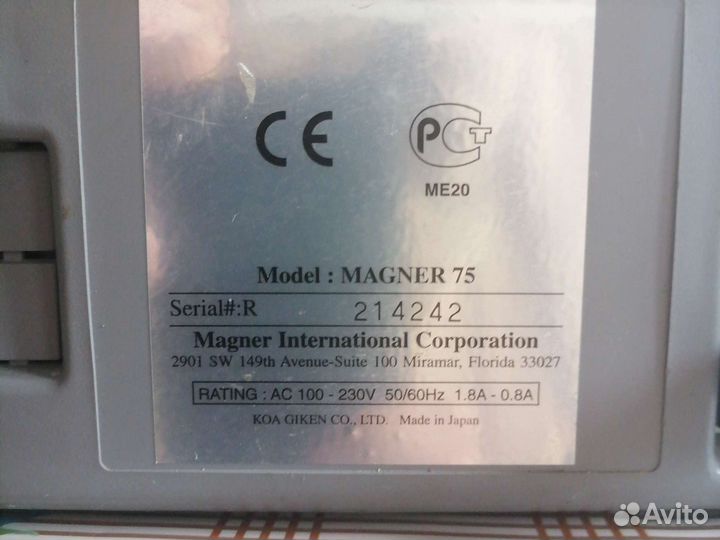 CE
PCT
ME20
Model : MAGNER 75
Serial#:R 214242
Magner International Corporation
2901 SW 149th Avenue-Suite 100 Miramar, Florida 33027
RATING : AC 100 - 230V 50/60Hz 1.8A - 0.8A
KOA GIKEN CO., LTD. Made in Japan
Avito